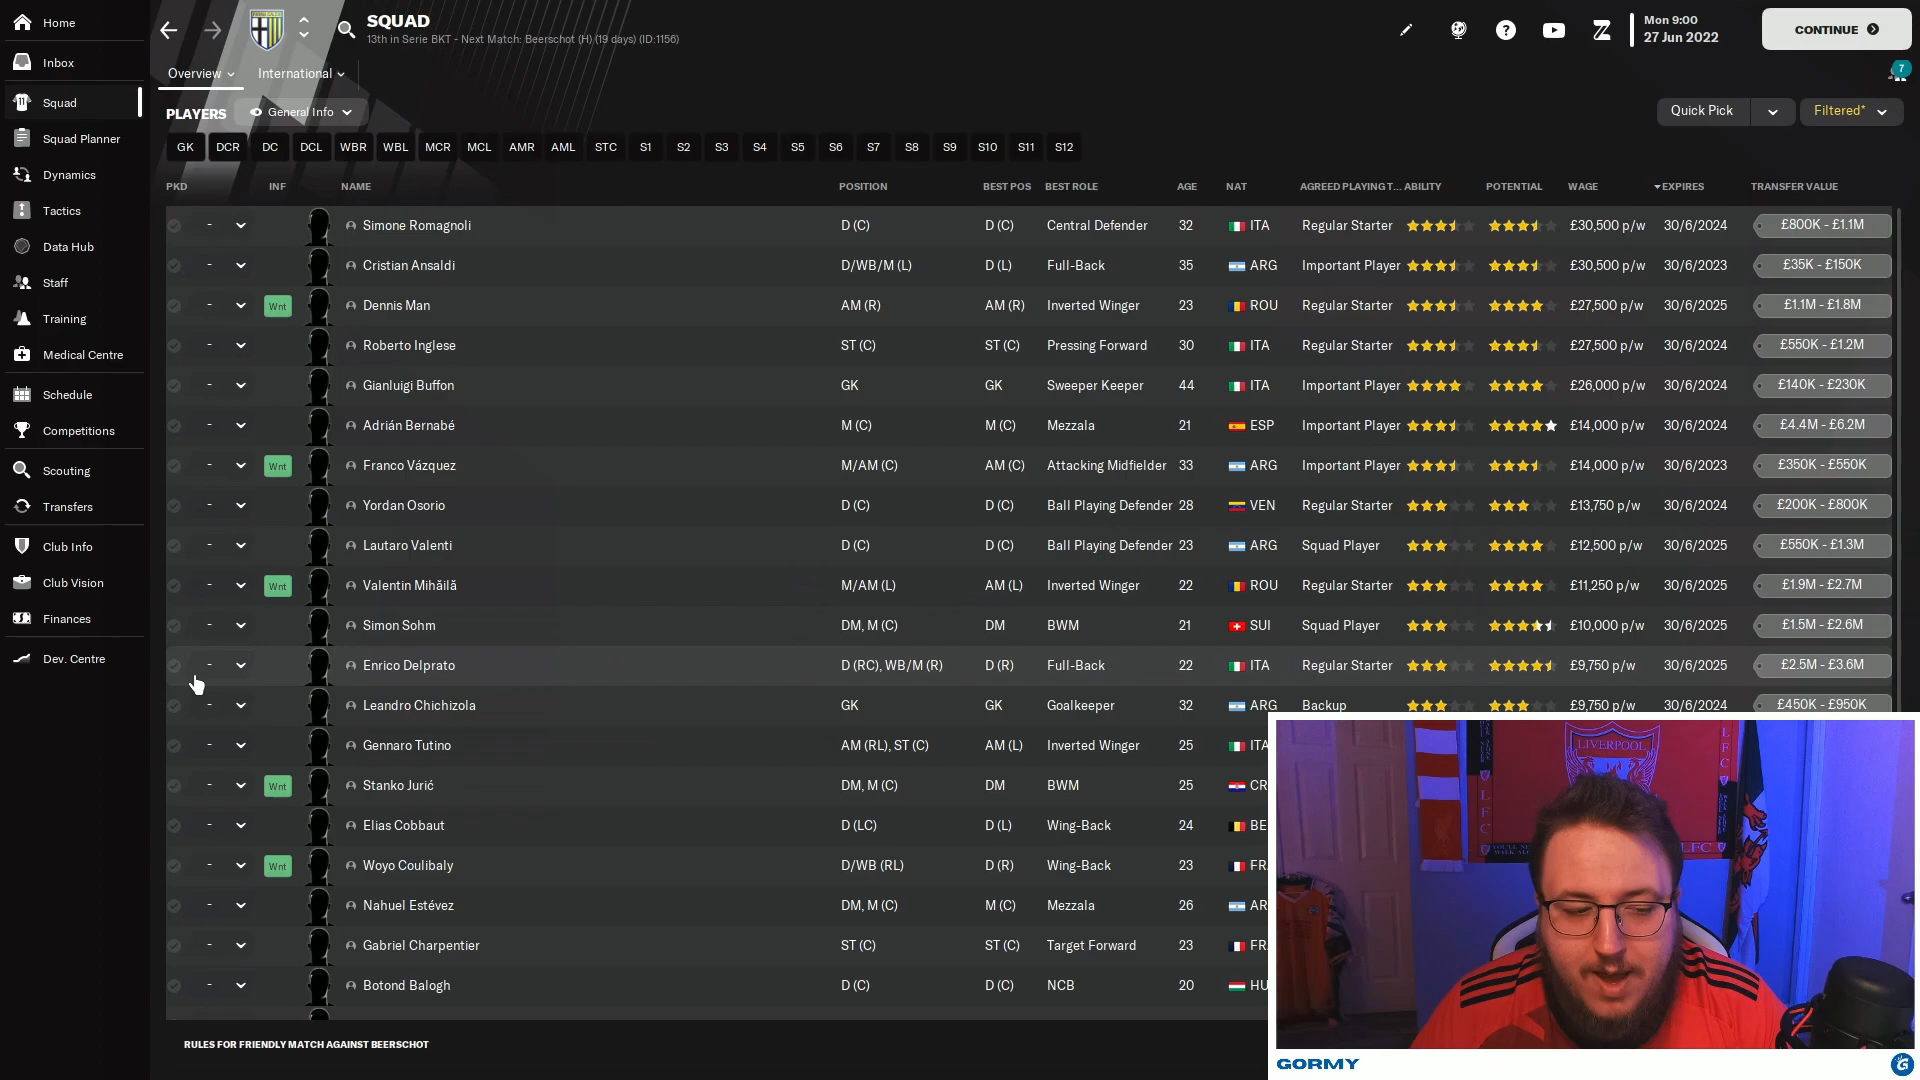 Home
Inbox
Squad
Squad Planner
Dynamics
Tactics
Data Hub
Staff
Training
Medical Centre
Schedule
Competitions
Scouting
Transfers
Club Info
Club Vision
Finances
Dev. Centre
SQUAD
13th in Serie BKT - Next Match: Beerschot (H) (19 days) (ID:1156)
Mon 9:00
27 Jun 2022
CONTINUE
7
Overview International
PLAYERS General Info
Quick Pick Filtered*
GK DCR DC DCL WBR WBL MCR MCL AMR AML STC S1 S2 S3 S4 S5 S6 S7 S8 S9 S10 S11 S12
PKD INF NAME POSITION BEST POS BEST ROLE AGE NAT AGREED PLAYING T... ABILITY POTENTIAL WAGE EXPIRES TRANSFER VALUE
- Simone Romagnoli D (C) D (C) Central Defender 32 ITA Regular Starter £30,500 p/w 30/6/2024 £800K - £1.1M
- Cristian Ansaldi D/WB/M (L) D (L) Full-Back 35 ARG Important Player £30,500 p/w 30/6/2023 £35K - £150K
- Wnt Dennis Man AM (R) AM (R) Inverted Winger 23 ROU Regular Starter £27,500 p/w 30/6/2025 £1.1M - £1.8M
- Roberto Inglese ST (C) ST (C) Pressing Forward 30 ITA Regular Starter £27,500 p/w 30/6/2024 £550K - £1.2M
- Gianluigi Buffon GK GK Sweeper Keeper 44 ITA Important Player £26,000 p/w 30/6/2024 £140K - £230K
- Adrián Bernabé M (C) M (C) Mezzala 21 ESP Important Player £14,000 p/w 30/6/2024 £4.4M - £6.2M
- Wnt Franco Vázquez M/AM (C) AM (C) Attacking Midfielder 33 ARG Important Player £14,000 p/w 30/6/2023 £350K - £550K
- Yordan Osorio D (C) D (C) Ball Playing Defender 28 VEN Regular Starter £13,750 p/w 30/6/2024 £200K - £800K
- Lautaro Valenti D (C) D (C) Ball Playing Defender 23 ARG Squad Player £12,500 p/w 30/6/2025 £550K - £1.3M
- Wnt Valentin Mihăilă M/AM (L) AM (L) Inverted Winger 22 ROU Regular Starter £11,250 p/w 30/6/2025 £1.9M - £2.7M
- Simon Sohm DM, M (C) DM BWM 21 SUI Squad Player £10,000 p/w 30/6/2025 £1.5M - £2.6M
- Enrico Delprato D (RC), WB/M (R) D (R) Full-Back 22 ITA Regular Starter £9,750 p/w 30/6/2025 £2.5M - £3.6M
- Leandro Chichizola GK GK Goalkeeper 32 ARG Backup £9,750 p/w 30/6/2024 £450K - £950K
- Gennaro Tutino AM (RL), ST (C) AM (L) Inverted Winger 25 ITA
- Wnt Stanko Jurić DM, M (C) DM BWM 25 CR
- Elias Cobbaut D (LC) D (L) Wing-Back 24 BE
- Wnt Woyo Coulibaly D/WB (RL) D (R) Wing-Back 23 FR
- Nahuel Estévez DM, M (C) M (C) Mezzala 26 AR
- Gabriel Charpentier ST (C) ST (C) Target Forward 23 FR
- Botond Balogh D (C) D (C) NCB 20 HU
RULES FOR FRIENDLY MATCH AGAINST BEERSCHOT
LIVERPOOL
LFC
GORMY